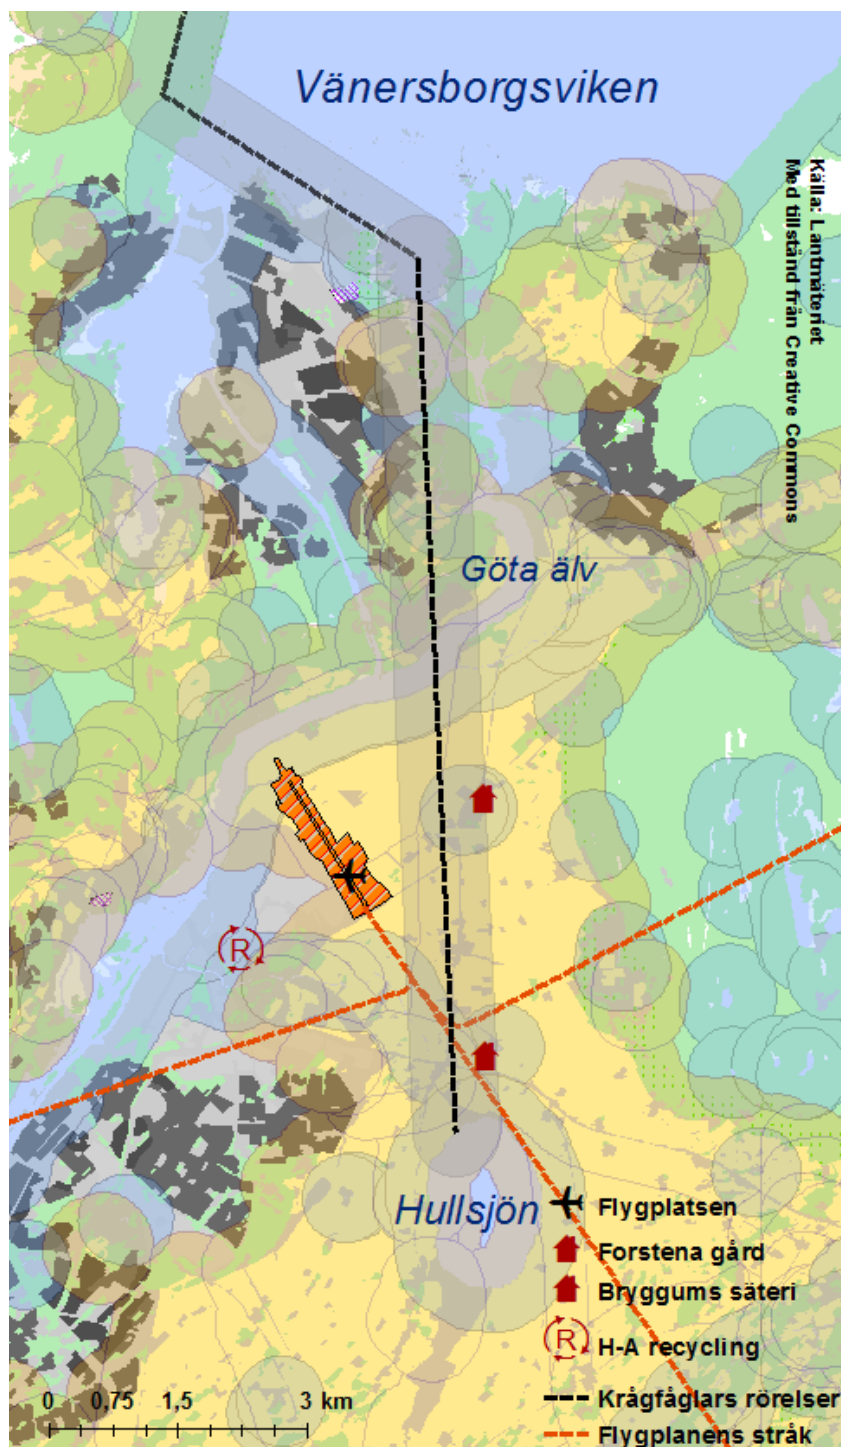 Vänersborgsviken
Källa: Lantmäteriet
Med tillstånd från Creative Commons
Göta älv
R
Hullsjön
Flygplatsen
Forstena gård
Bryggums säteri
R
H-A recycling
0 0,75 1,5 3 km
Krågfåglars rörelser
Flygplanens stråk